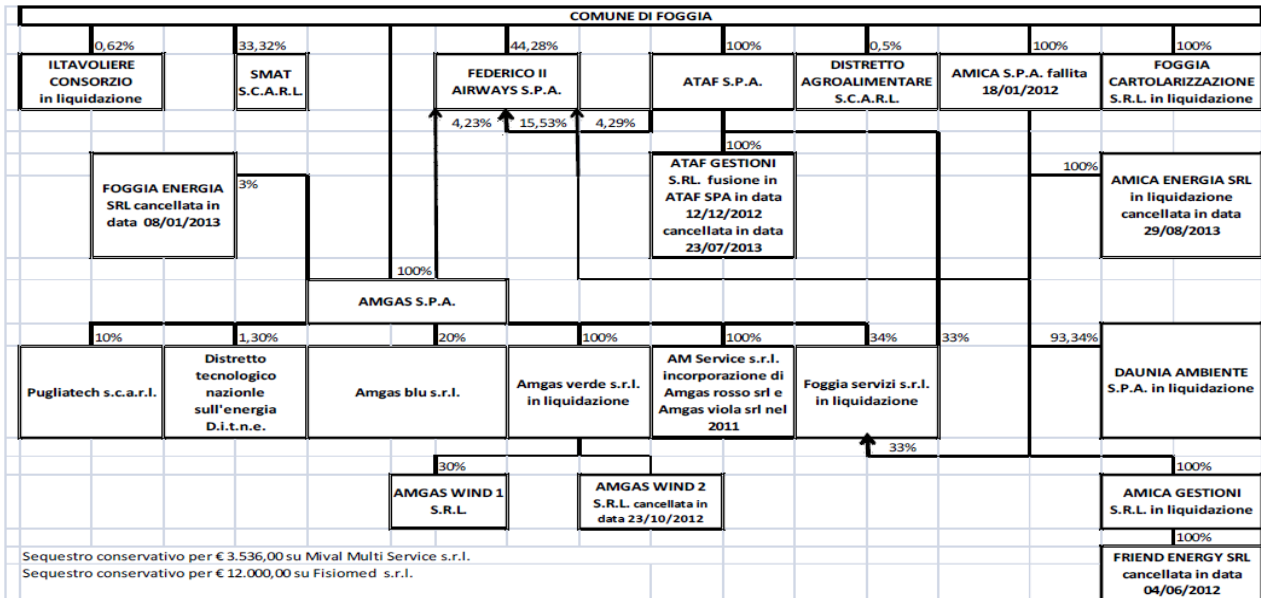 COMUNE DI FOGGIA
0,62%
33,32%
44,28%
100%
0,5%
100%
100%
ILTAVOLIERE
CONSORZIO
in liquidazione
SMAT
S.C.A.R.L.
FEDERICO II
AIRWAYS S.P.A.
ATAF S.P.A.
DISTRETTO
AGROALIMENTARE
S.C.A.R.L.
AMICA S.P.A. fallita
18/01/2012
FOGGIA
CARTOLARIZZAZIONE
S.R.L. in liquidazione
4,23%
15,53%
4,29%
100%
100%
FOGGIA ENERGIA
SRL cancellata in
data 08/01/2013
3%
ATAF GESTIONI
S.RL. fusione in
ATAF SPA in data
12/12/2012
cancellata in data
23/07/2013
AMICA ENERGIA SRL
in liquidazione
cancellata in data
29/08/2013
100%
AMGAS S.P.A.
10%
1,30%
20%
100%
100%
34%
33%
93,34%
Pugliatech s.c.a.r.l.
Distretto
tecnologico
nazionle
sull'energia
D.i.t.n.e.
Amgas blu s.r.l.
Amgas verde s.r.l.
in liquidazione
AM Service s.r.l.
incorporazione di
Amgas rosso srl e
Amgas viola srl nel
2011
Foggia servizi s.r.l.
in liquidazione
DAUNIA AMBIENTE
S.P.A. in liquidazione
33%
30%
100%
AMGAS WIND 1
S.R.L.
AMGAS WIND 2
S.R.L. cancellata in
data 23/10/2012
AMICA GESTIONI
S.R.L. in liquidazione
100%
FRIEND ENERGY SRL
cancellata in data
04/06/2012
Sequestro conservativo per € 3.536,00 su Mival Multi Service s.r.l.
Sequestro conservativo per € 12.000,00 su Fisiomed s.r.l.